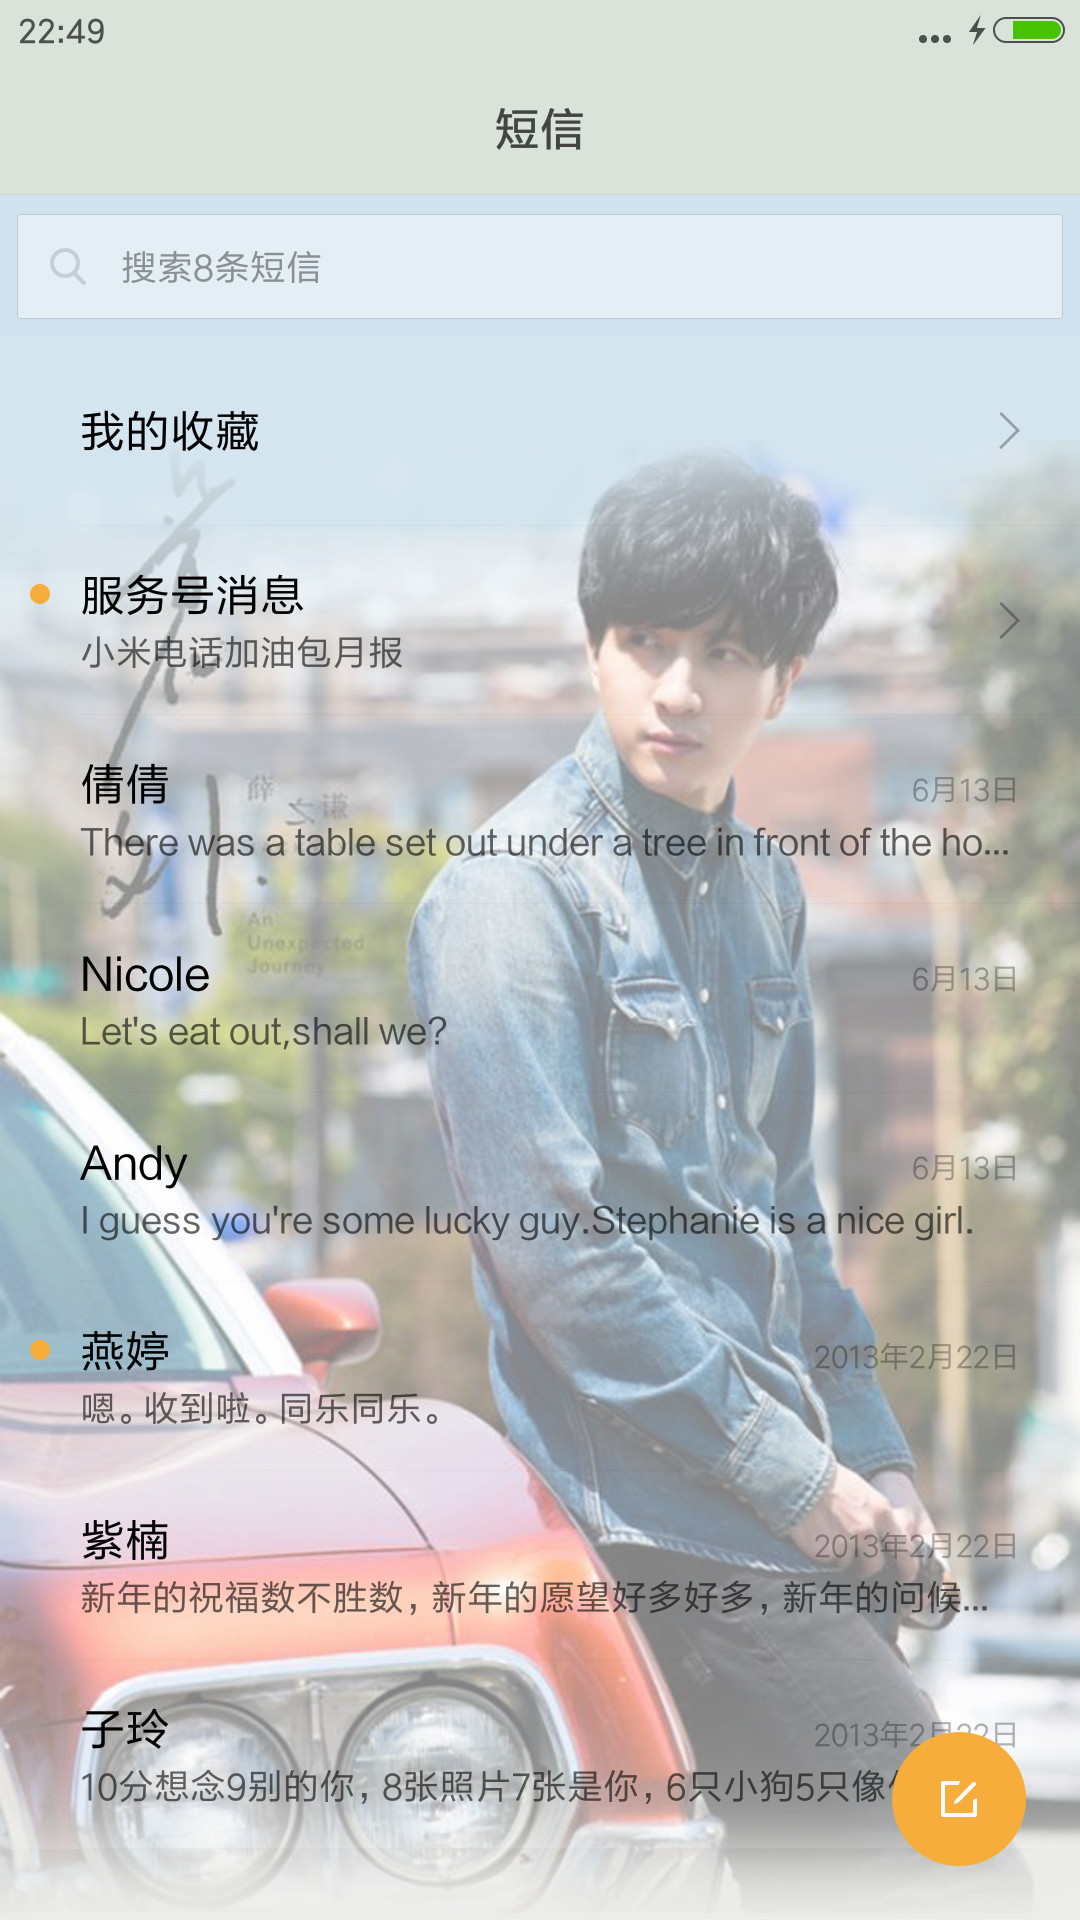 22:49
短信
搜索8条短信
我的收藏
服务号消息
小米电话加油包月报
倩倩
6月13日
There was a table set out under a tree in front of the ho...
薛之谦
An
Unexpected
Journey
Nicole
6月13日
Let's eat out,shall we?
Andy
6月13日
I guess you're some lucky guy.Stephanie is a nice girl.
燕婷
2013年2月22日
嗯。收到啦。同乐同乐。
紫楠
2013年2月22日
新年的祝福数不胜数，新年的愿望好多好多，新年的问候...
子玲
2013年2月22日
10分想念9别的你，8张照片7张是你，6只小狗5只像